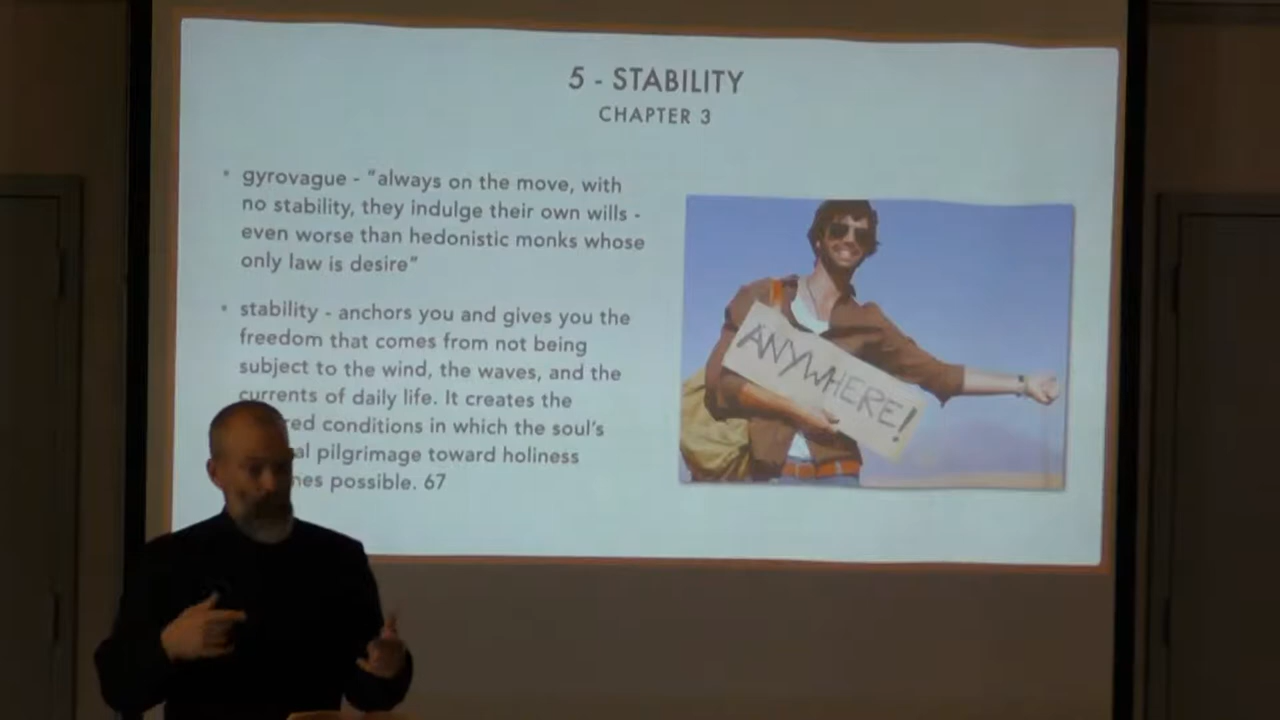 5 - STABILITY
CHAPTER 3
• gyrovague - "always on the move, with
no stability, they indulge their own wills -
even worse than hedonistic monks whose
only law is desire"
• stability - anchors you and gives you the
freedom that comes from not being
subject to the wind, the waves, and the
currents of daily life. It creates the
red conditions in which the soul's
al pilgrimage toward holiness
nes possible. 67
ANYWHERE!